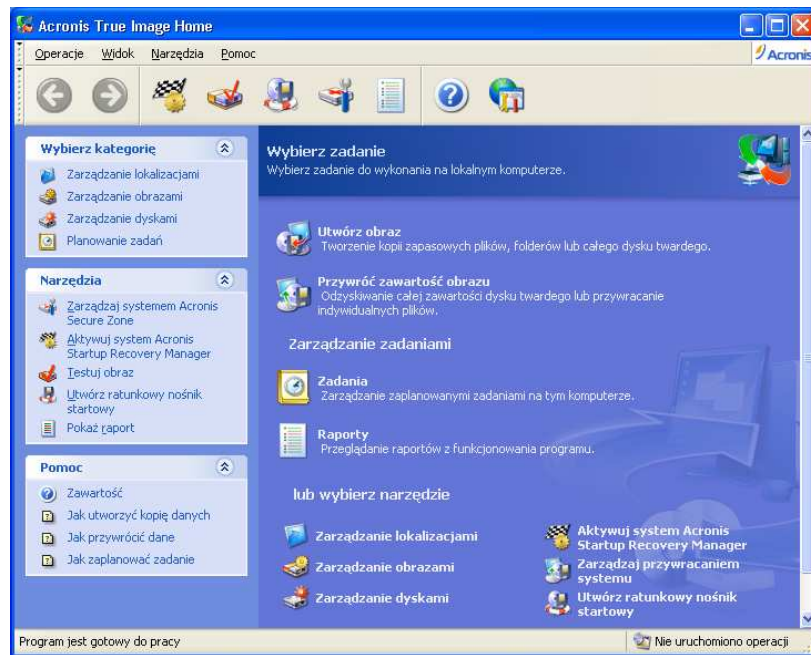 Acronis True Image Home
Operacje Widok Narzędzia Pomoc
Acronis
Wybierz kategorię
Zarządzanie lokalizacjami
Zarządzanie obrazami
Zarządzanie dyskami
Planowanie zadań
Narzędzia
Zarządzaj systemem Acronis
Secure Zone
Aktywuj system Acronis
Startup Recovery Manager
Testuj obraz
Utwórz ratunkowy nośnik
startowy
Pokaż raport
Pomoc
Zawartość
Jak utworzyć kopię danych
Jak przywrócić dane
Jak zaplanować zadanie
Wybierz zadanie
Wybierz zadanie do wykonania na lokalnym komputerze.
Utwórz obraz
Tworzenie kopii zapasowych plików, folderów lub całego dysku twardego.
Przywróć zawartość obrazu
Odzyskiwanie całej zawartości dysku twardego lub przywracanie
indywidualnych plików.
Zarządzanie zadaniami
Zadania
Zarządzanie zaplanowanymi zadaniami na tym komputerze.
Raporty
Przeglądanie raportów z funkcjonowania programu.
lub wybierz narzędzie
Zarządzanie lokalizacjami
Zarządzanie obrazami
Zarządzanie dyskami
Aktywuj system Acronis
Startup Recovery Manager
Zarządzaj przywracaniem
systemu
Utwórz ratunkowy nośnik
startowy
Program jest gotowy do pracy
Nie uruchomiono operacji